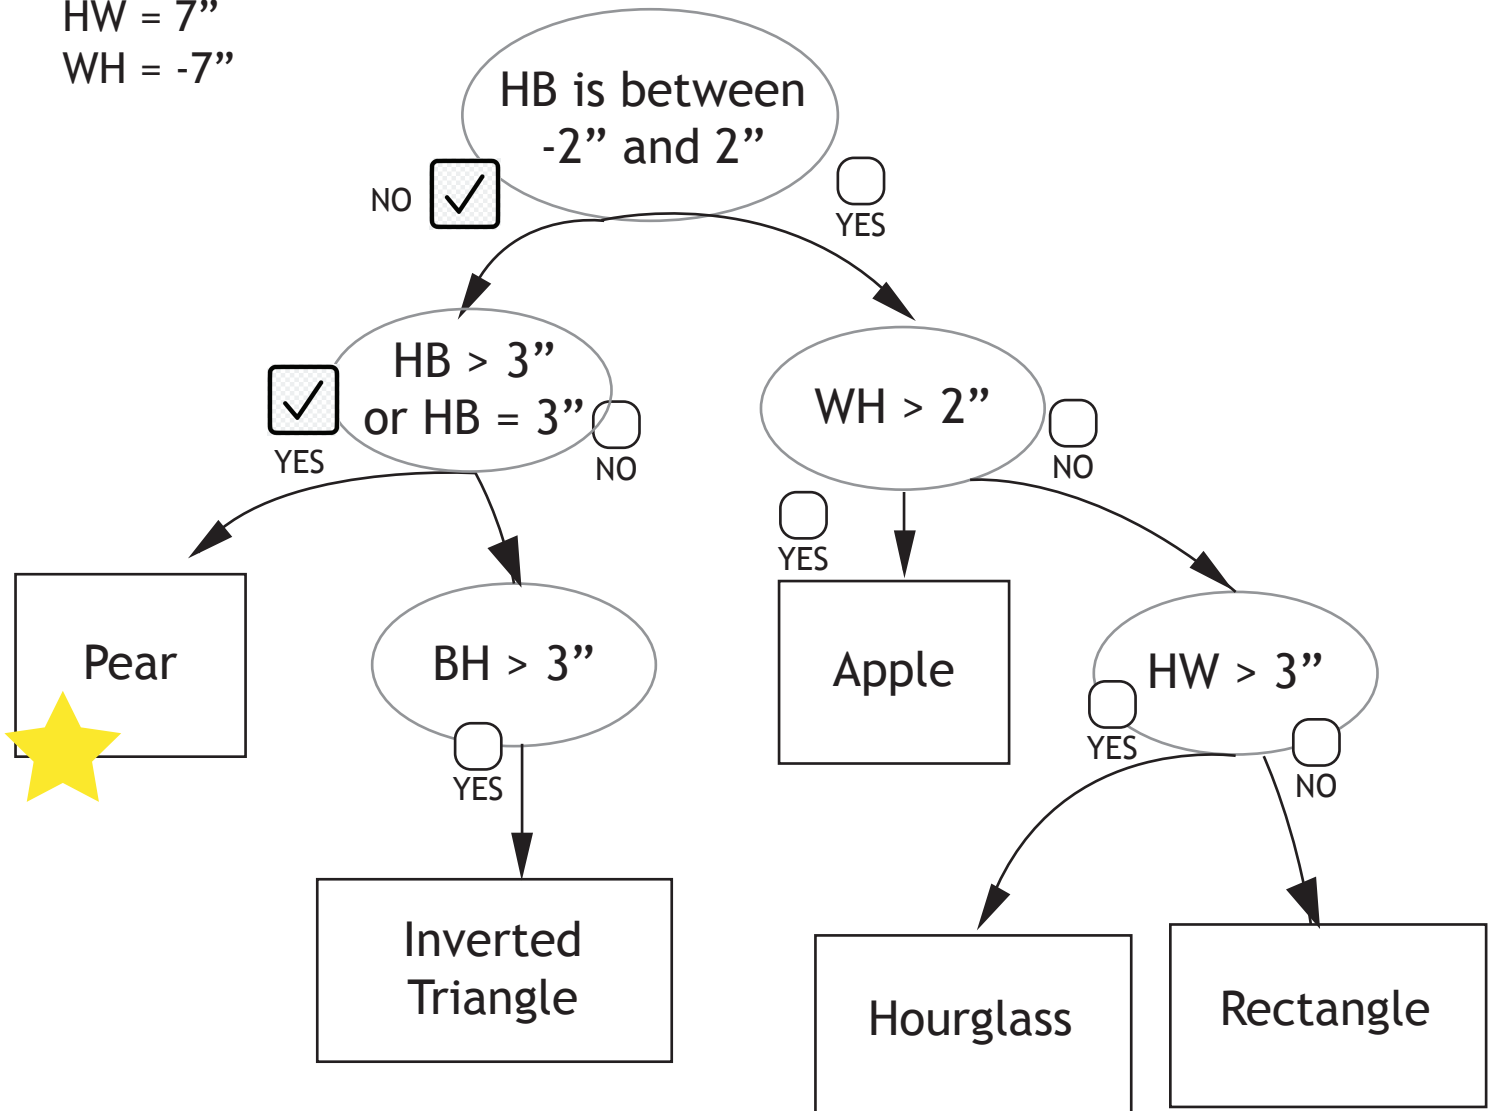 HW = 7”
WH = -7”
HB is between
-2” and 2”
NO
YES
HB > 3”
or HB = 3”
YES
NO
WH > 2”
NO
YES
Pear
BH > 3”
YES
Apple
HW > 3”
YES
NO
Inverted
Triangle
Hourglass
Rectangle